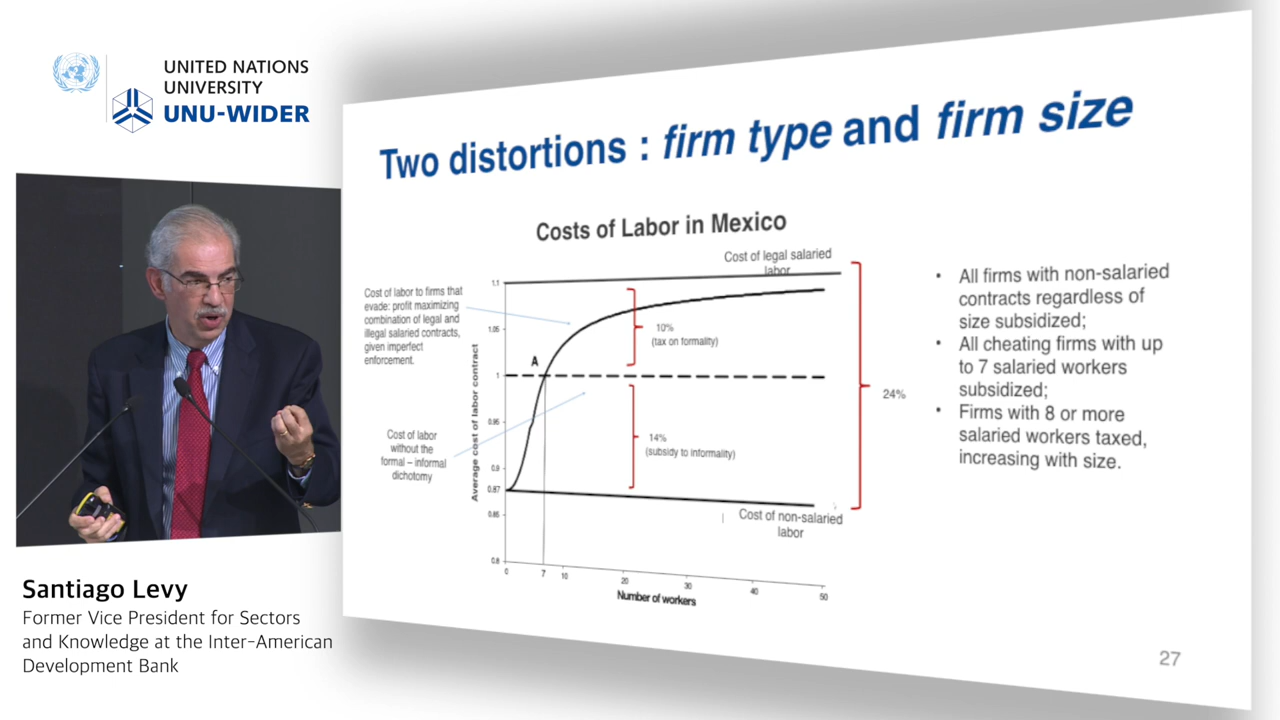 UNITED NATIONS
UNIVERSITY
UNU-WIDER
Two distortions : firm type and firm size
Costs of Labor in Mexico
Cost of legal salaried
labor
Cost of labor to firms that
evade: profit maximizing
combination of legal and
illegal salaried contracts,
given imperfect
enforcement.
Cost of labor
without the
formal – informal
dichotomy
Average cost of labor contract
1.1
1.05
1
0.95
0.9
0.87
0.85
0.8
A
10%
(tax on formality)
14%
(subsidy to informality)
24%
Cost of non-salaried
labor
0
7
10
20
30
40
50
Number of workers
• All firms with non-salaried
contracts regardless of
size subsidized;
• All cheating firms with up
to 7 salaried workers
subsidized;
• Firms with 8 or more
salaried workers taxed,
increasing with size.
27
Santiago Levy
Former Vice President for Sectors
and Knowledge at the Inter-American
Development Bank